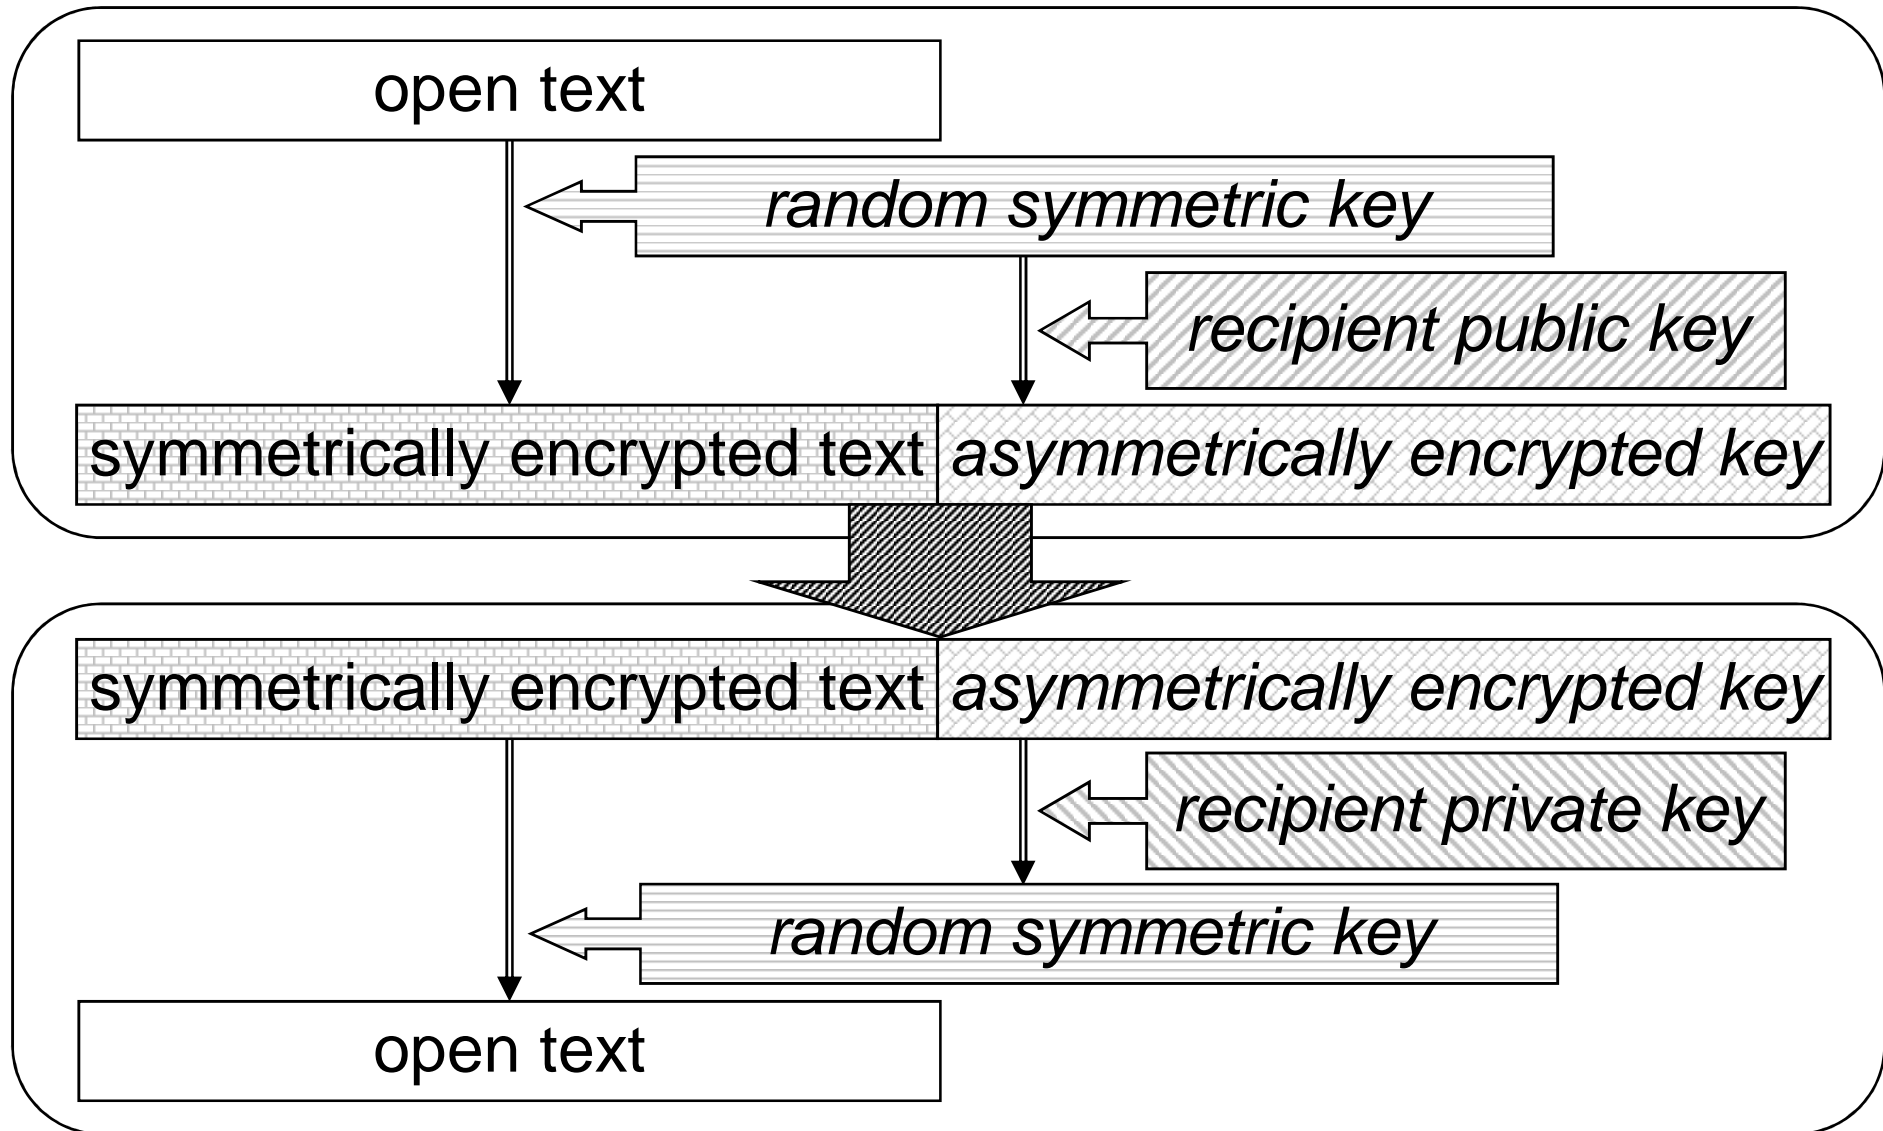 open text
random symmetric key
recipient public key
symmetrically encrypted text asymmetrically encrypted key
symmetrically encrypted text asymmetrically encrypted key
recipient private key
random symmetric key
open text